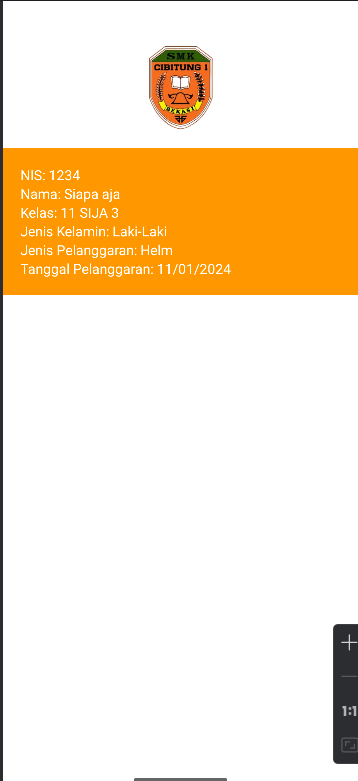 SMK
CIBITUNG 1
BEKASI
NIS: 1234
Nama: Siapa aja
Kelas: 11 SIJA 3
Jenis Kelamin: Laki-Laki
Jenis Pelanggaran: Helm
Tanggal Pelanggaran: 11/01/2024
1:1